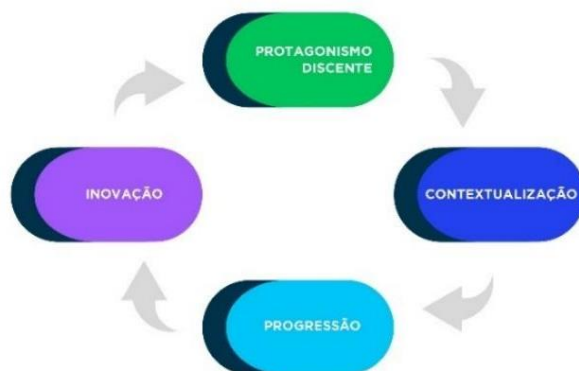 PROTAGONISMO
DISCENTE
INOVAÇÃO
CONTEXTUALIZAÇÃO
PROGRESSÃO